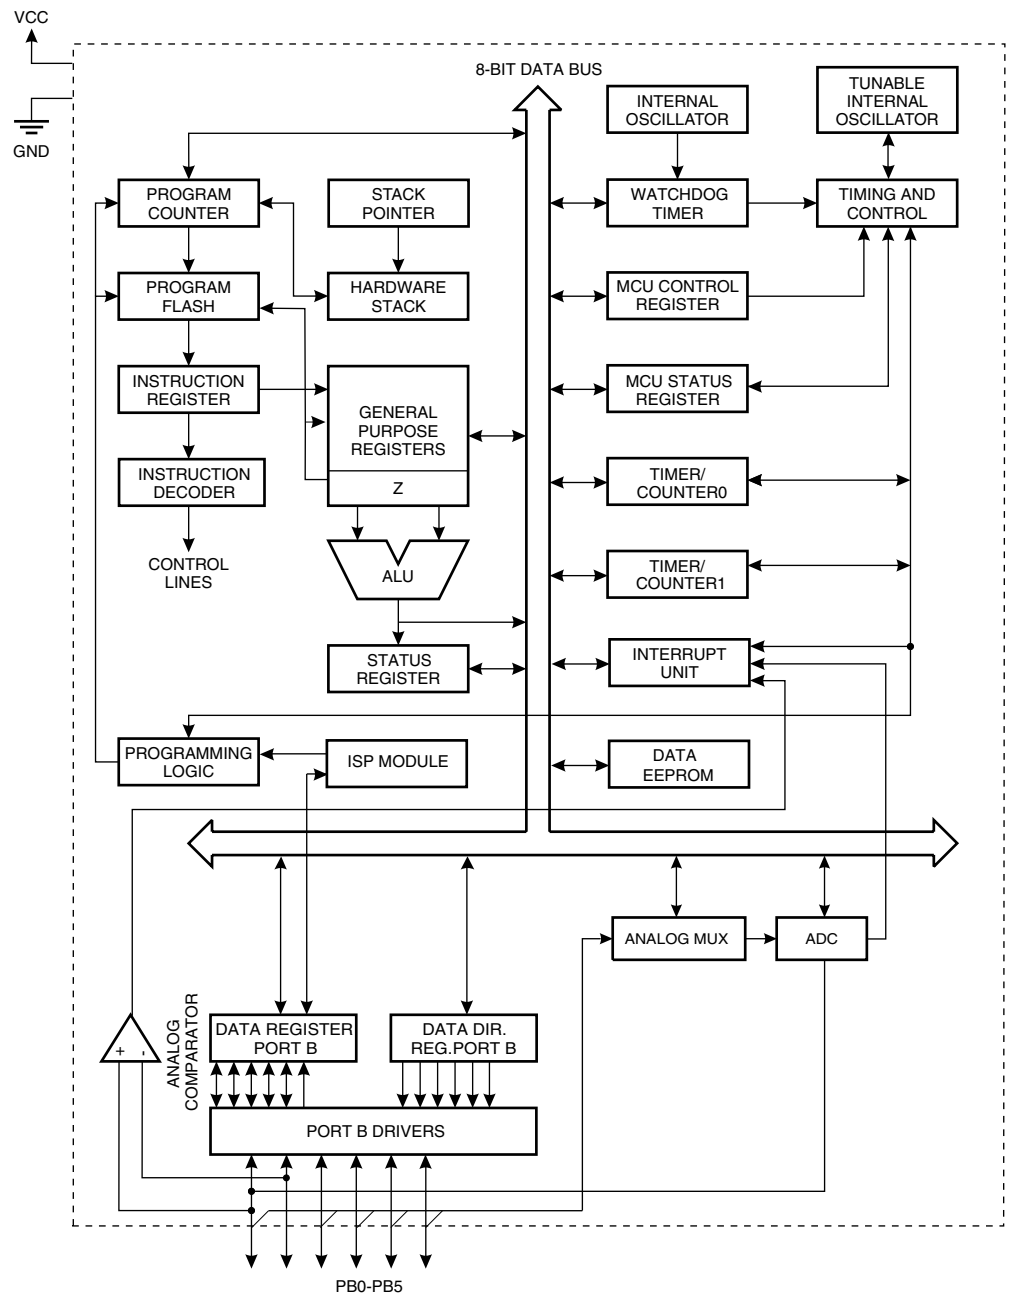 VCC
GND
8-BIT DATA BUS
INTERNAL
OSCILLATOR
TUNABLE
INTERNAL
OSCILLATOR
PROGRAM
COUNTER
STACK
POINTER
WATCHDOG
TIMER
TIMING AND
CONTROL
PROGRAM
FLASH
HARDWARE
STACK
MCU CONTROL
REGISTER
INSTRUCTION
REGISTER
GENERAL
PURPOSE
REGISTERS
Z
MCU STATUS
REGISTER
INSTRUCTION
DECODER
TIMER/
COUNTER0
CONTROL
LINES
ALU
TIMER/
COUNTER1
STATUS
REGISTER
INTERRUPT
UNIT
PROGRAMMING
LOGIC
ISP MODULE
DATA
EEPROM
ANALOG MUX
ADC
ANALOG
COMPARATOR
+ -
DATA REGISTER
PORT B
DATA DIR.
REG.PORT B
PORT B DRIVERS
PB0-PB5